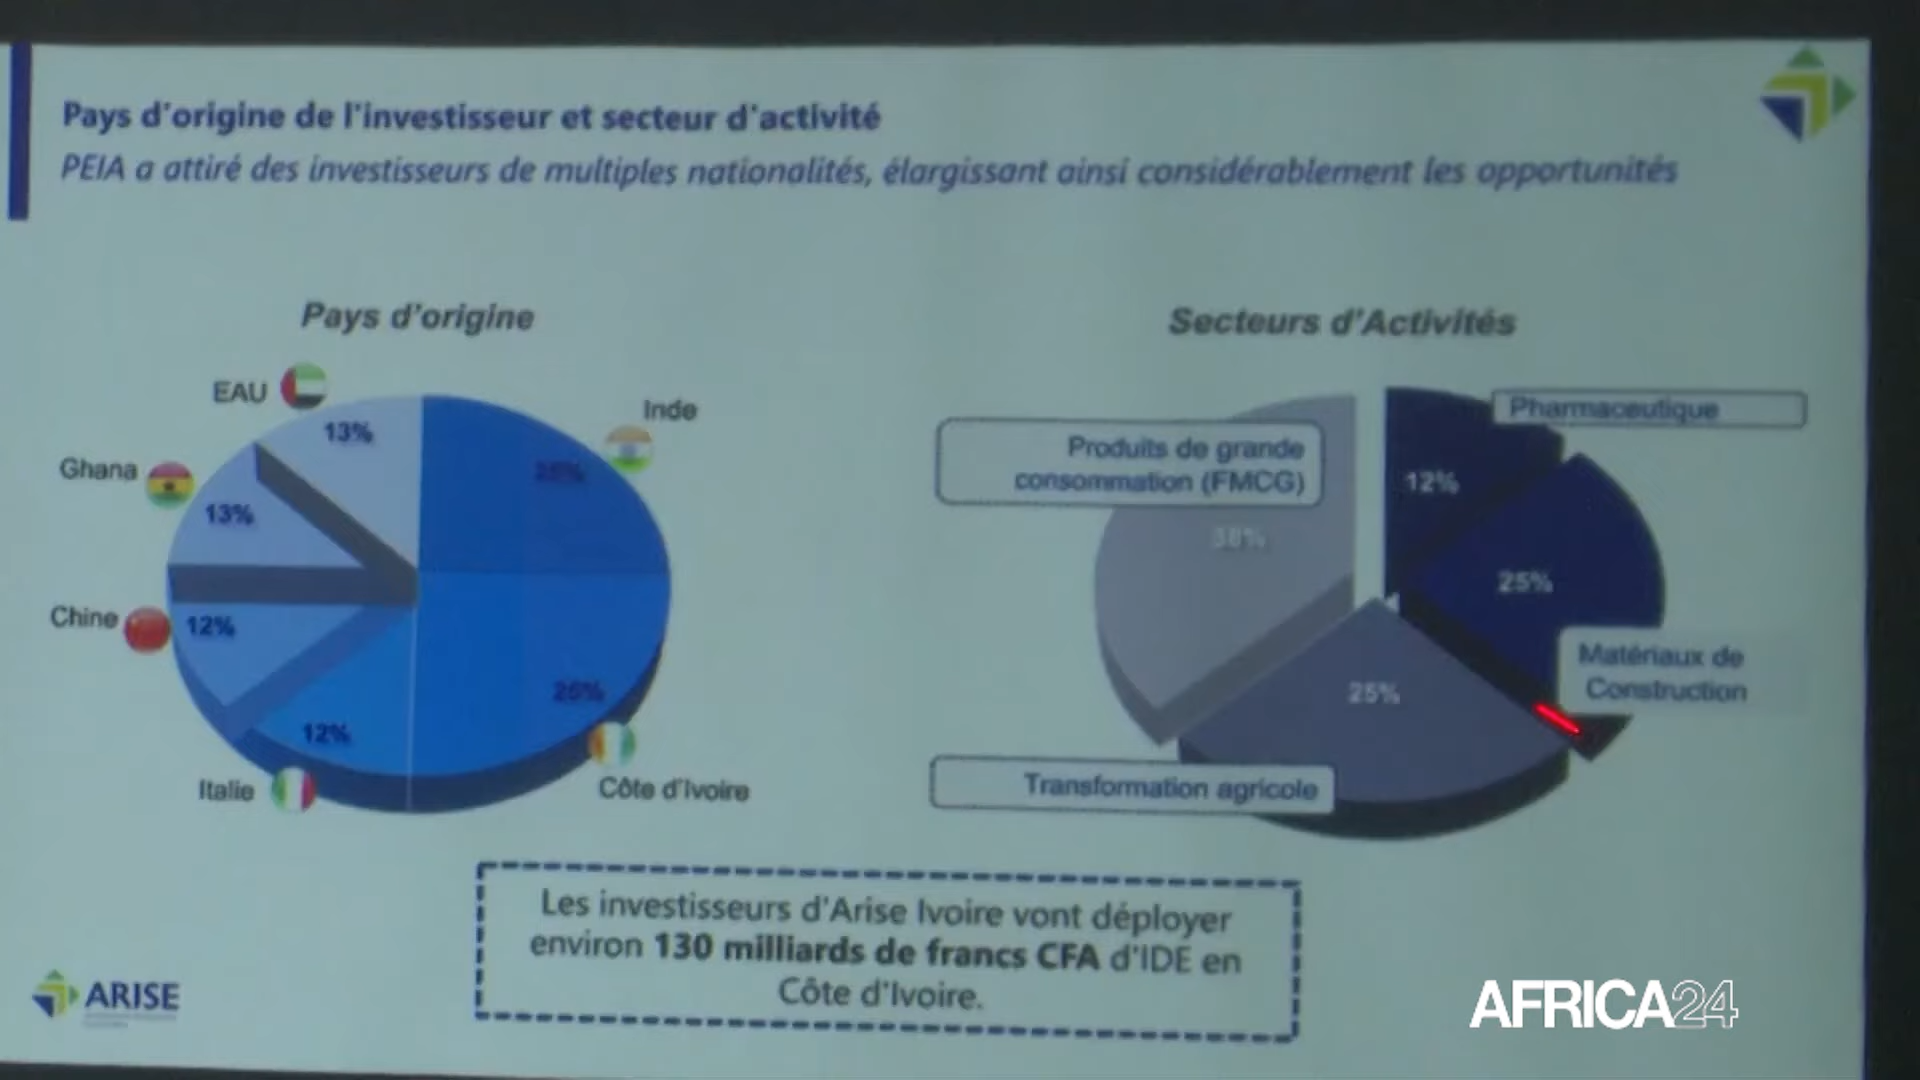 Pays d'origine de l'investisseur et secteur d'activité
PEIA a attiré des investisseurs de multiples nationalités, élargissant ainsi considérablement les opportunités
Pays d'origine
EAU
13%
Inde
25%
Ghana
13%
Chine
12%
25%
12%
Italie
Côte d'Ivoire
Secteurs d'Activités
Pharmaceutique
Produits de grande
consommation (FMCG)
12%
38%
25%
Matériaux de
Construction
25%
Transformation agricole
Les investisseurs d'Arise Ivoire vont déployer
environ 130 milliards de francs CFA d'IDE en
Côte d'Ivoire.
ARISE
AFRICA24